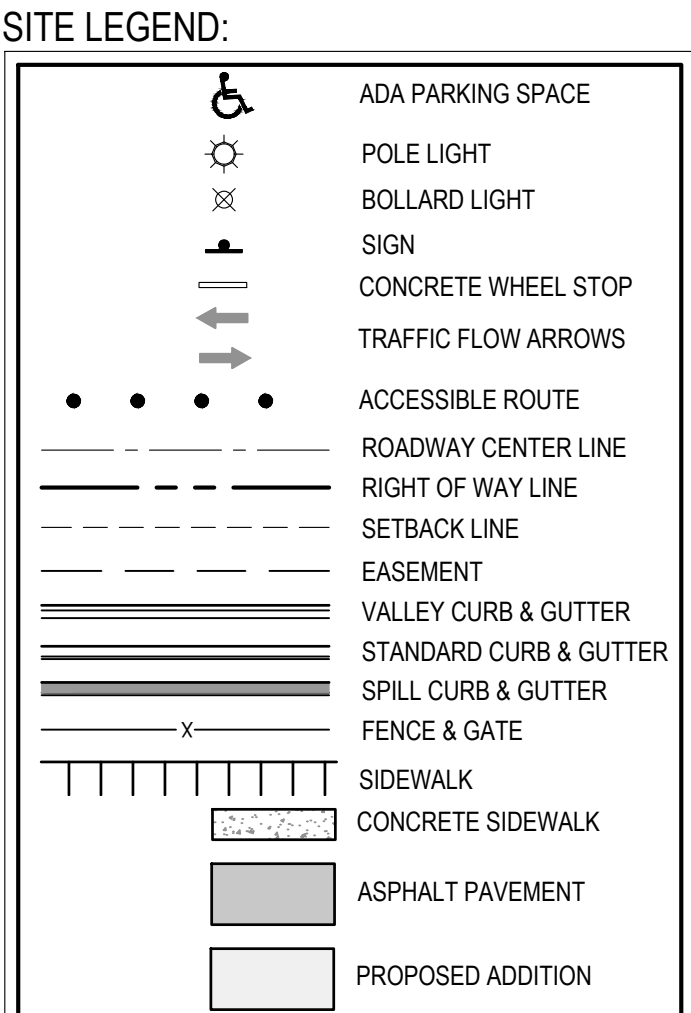 SITE LEGEND:
ADA PARKING SPACE
POLE LIGHT
BOLLARD LIGHT
SIGN
CONCRETE WHEEL STOP
TRAFFIC FLOW ARROWS
ACCESSIBLE ROUTE
ROADWAY CENTER LINE
RIGHT OF WAY LINE
SETBACK LINE
EASEMENT
VALLEY CURB & GUTTER
STANDARD CURB & GUTTER
SPILL CURB & GUTTER
X FENCE & GATE
SIDEWALK
CONCRETE SIDEWALK
ASPHALT PAVEMENT
PROPOSED ADDITION